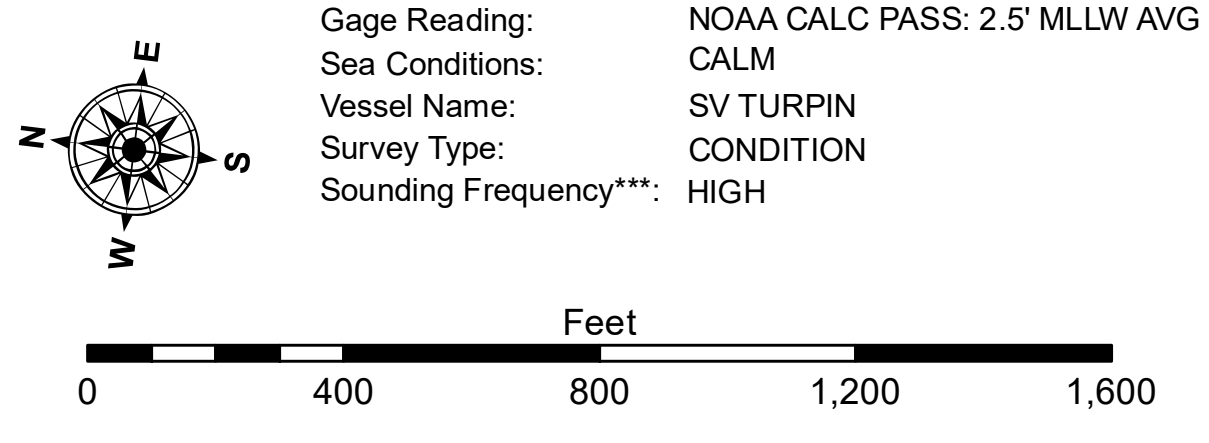 Gage Reading: NOAA CALC PASS: 2.5' MLLW AVG
Sea Conditions: CALM
Vessel Name: SV TURPIN
Survey Type: CONDITION
Sounding Frequency***: HIGH
E
N
S
W
Feet
0 400 800 1,200 1,600